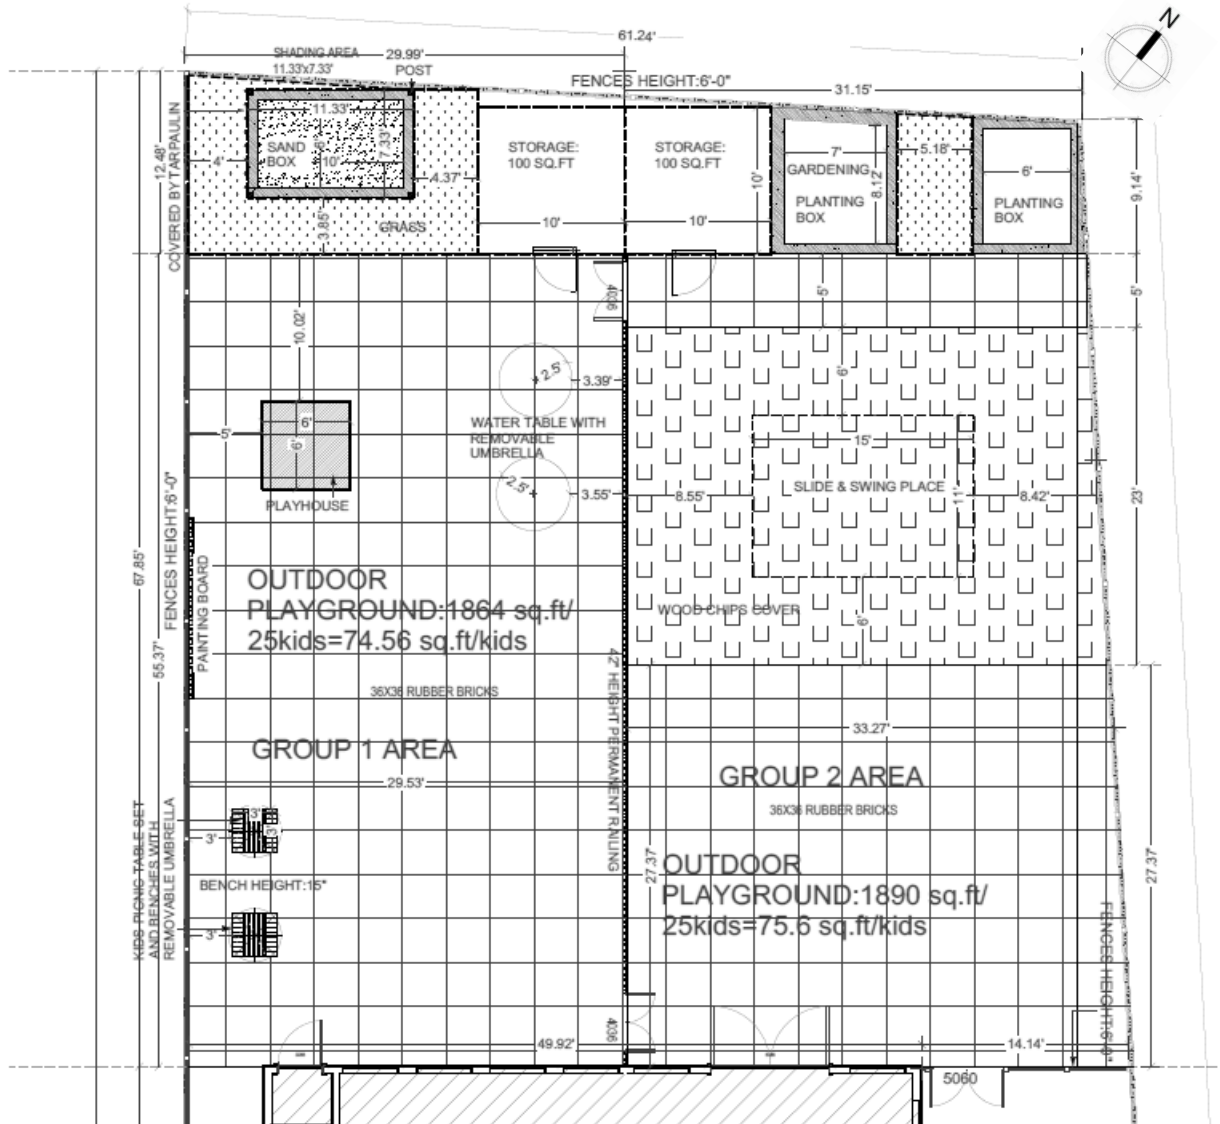 N
61.24'
SHADING AREA
11.33'x7.33'
29.99'
POST
FENCES HEIGHT:6'-0"
31.15'
12.48'
COVERED BY TARPAULIN
11.33'
SAND
BOX
10'
7.33'
4'
4.37'
3.85'
GRASS
STORAGE:
100 SQ.FT
10'
STORAGE:
100 SQ.FT
10'
10'
7'
GARDENING
8.12'
PLANTING
BOX
5.18'
6'
PLANTING
BOX
9.14'
10.02'
4036
5'
5'
2.5'
3.39'
6'
6'
6'
5'
WATER TABLE WITH
REMOVABLE
UMBRELLA
2.5'
3.55'
PLAYHOUSE
15'
SLIDE & SWING PLACE
8.55'
11'
8.42'
23'
WOOD CHIPS COVER
6'
67.85'
FENCES HEIGHT:6'-0"
55.37'
PAINTING BOARD
OUTDOOR
PLAYGROUND:1864 sq.ft/
25kids=74.56 sq.ft/kids
36X36 RUBBER BRICKS
42' HEIGHT PERMANENT RAILING
GROUP 1 AREA
29.53'
33.27'
GROUP 2 AREA
36X36 RUBBER BRICKS
KIDS PICNIC TABLE SET
AND BENCHES WITH
REMOVABLE UMBRELLA
3'
3'
3'
BENCH HEIGHT:15"
3'
27.37'
OUTDOOR
PLAYGROUND:1890 sq.ft/
25kids=75.6 sq.ft/kids
27.37'
FENCES HEIGHT:6'-0"
4036
49.92'
14.14'
5060